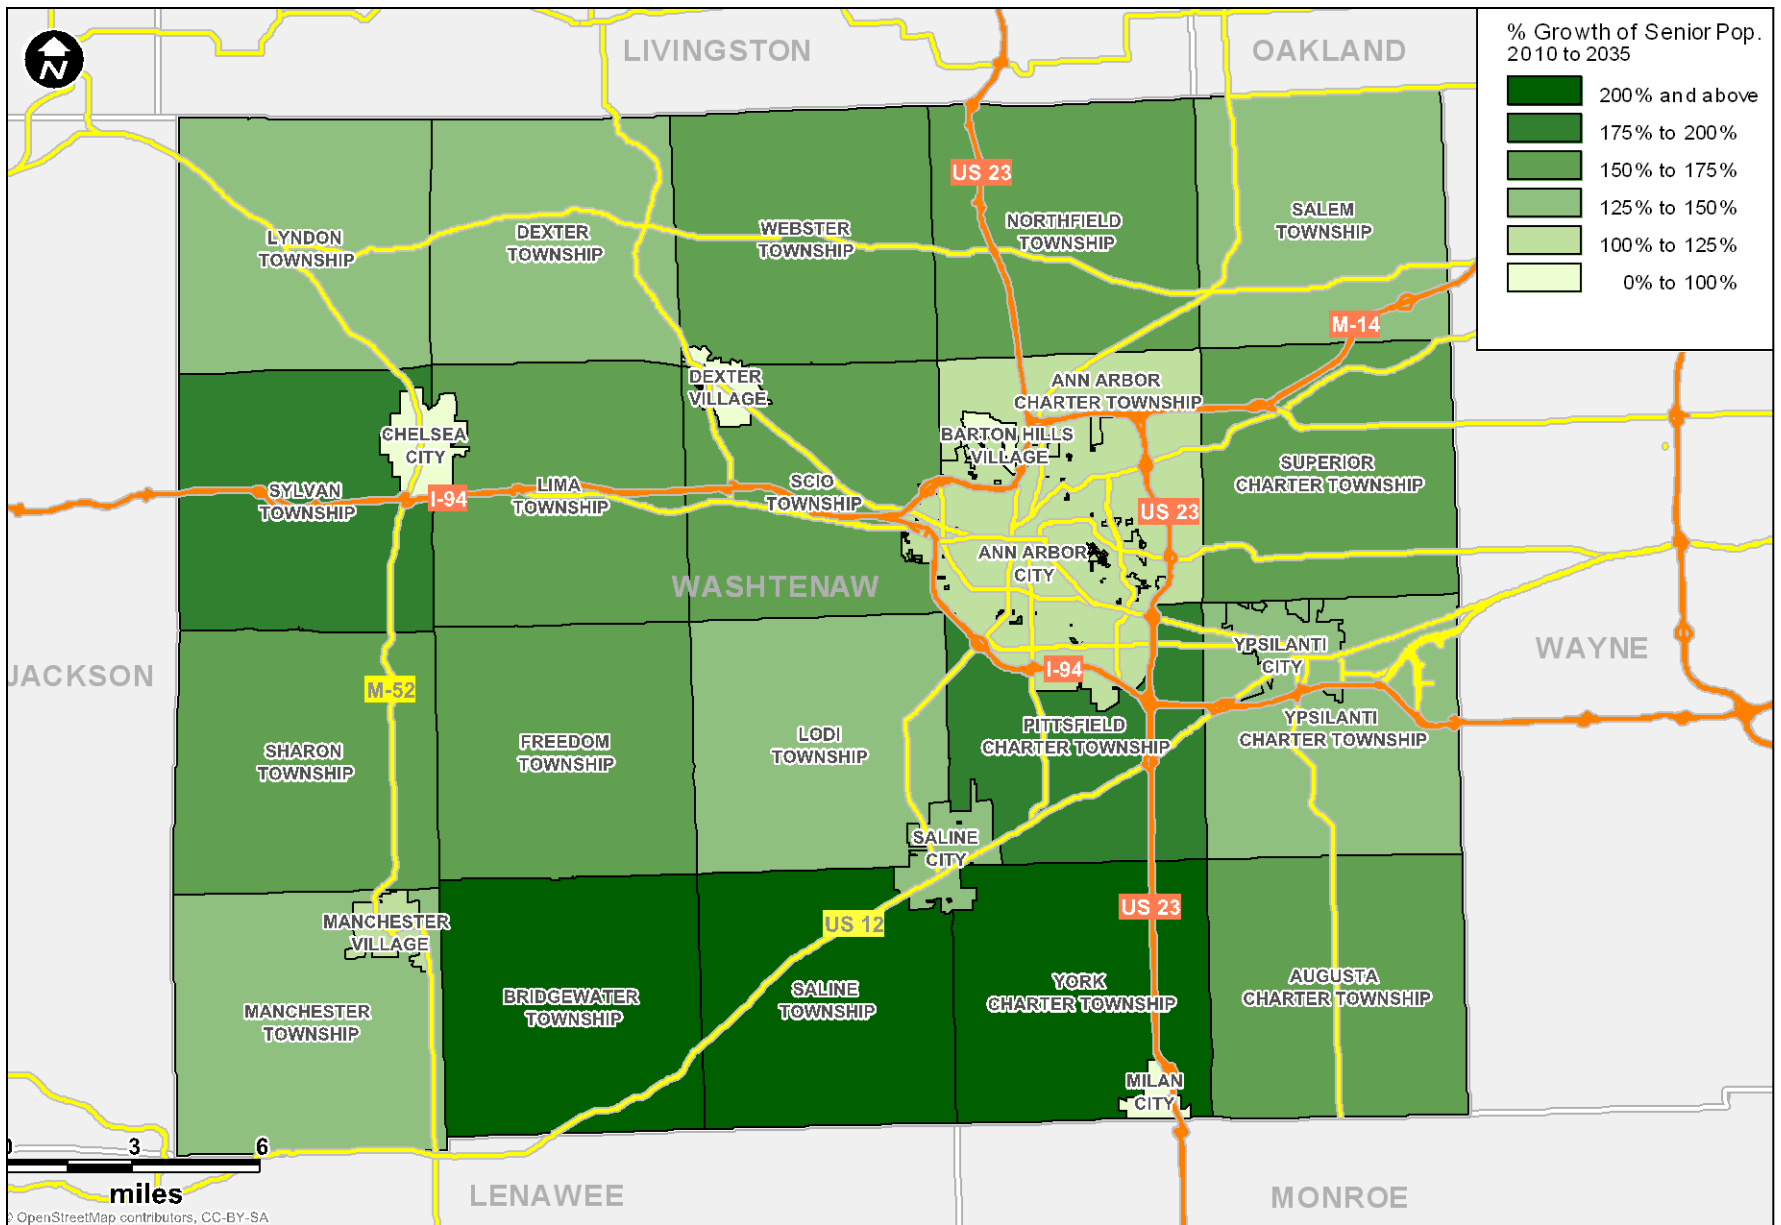 N
LIVINGSTON
OAKLAND
% Growth of Senior Pop.
2010 to 2035
200% and above
175% to 200%
150% to 175%
125% to 150%
100% to 125%
0% to 100%
US 23
LYNDON
TOWNSHIP
DEXTER
TOWNSHIP
WEBSTER
TOWNSHIP
NORTHFIELD
TOWNSHIP
SALEM
TOWNSHIP
M-14
DEXTER
VILLAGE
ANN ARBOR
CHARTER TOWNSHIP
CHELSEA
CITY
BARTON HILLS
VILLAGE
SUPERIOR
CHARTER TOWNSHIP
SYLVAN
TOWNSHIP
I-94
LIMA
TOWNSHIP
SCIO
TOWNSHIP
US 23
ANN ARBOR
CITY
WASHTENAW
JACKSON
M-52
I-94
YPSILANTI
CITY
WAYNE
SHARON
TOWNSHIP
FREEDOM
TOWNSHIP
LODI
TOWNSHIP
PITTSFIELD
CHARTER TOWNSHIP
YPSILANTI
CHARTER TOWNSHIP
SALINE
CITY
MANCHESTER
VILLAGE
US 12
US 23
MANCHESTER
TOWNSHIP
BRIDGEWATER
TOWNSHIP
SALINE
TOWNSHIP
YORK
CHARTER TOWNSHIP
AUGUSTA
CHARTER TOWNSHIP
MILAN
CITY
0 3 6
miles
LENAWEE
MONROE
© OpenStreetMap contributors, CC-BY-SA